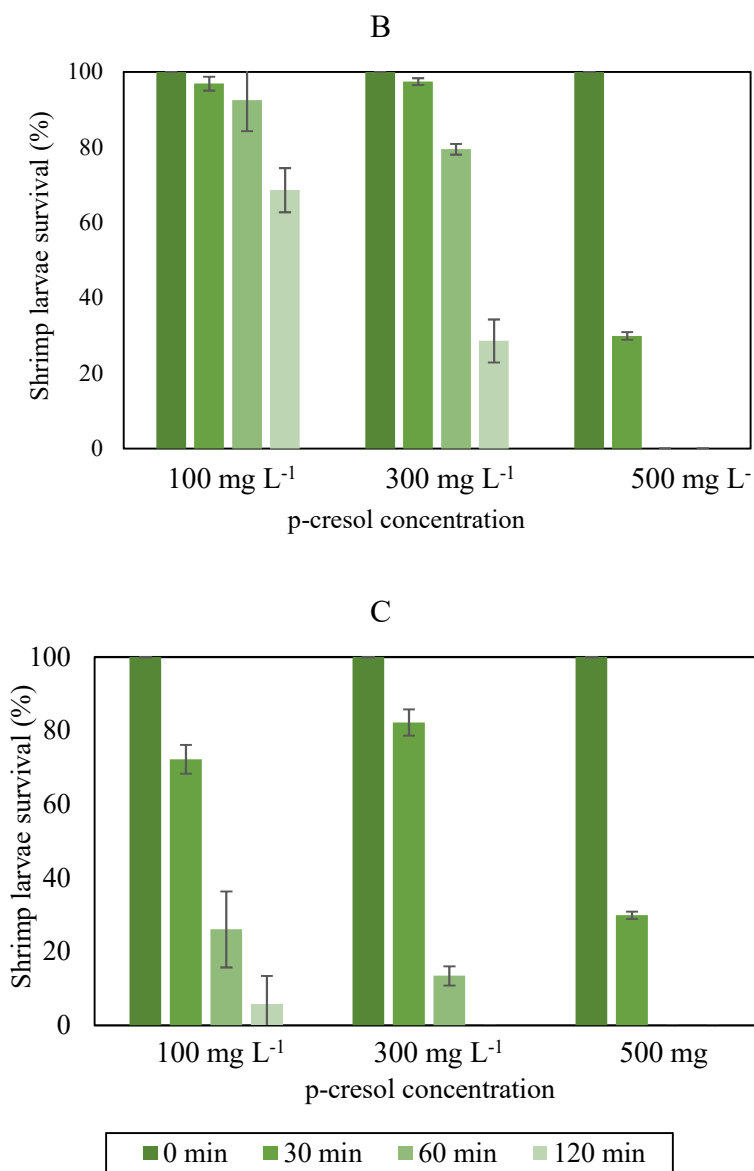 B
Shrimp larvae survival (%)
100
80
60
40
20
0
100 mg L⁻¹ 300 mg L⁻¹ 500 mg L⁻
p-cresol concentration
C
Shrimp larvae survival (%)
100
80
60
40
20
0
100 mg L⁻¹ 300 mg L⁻¹ 500 mg
p-cresol concentration
0 min 30 min 60 min 120 min